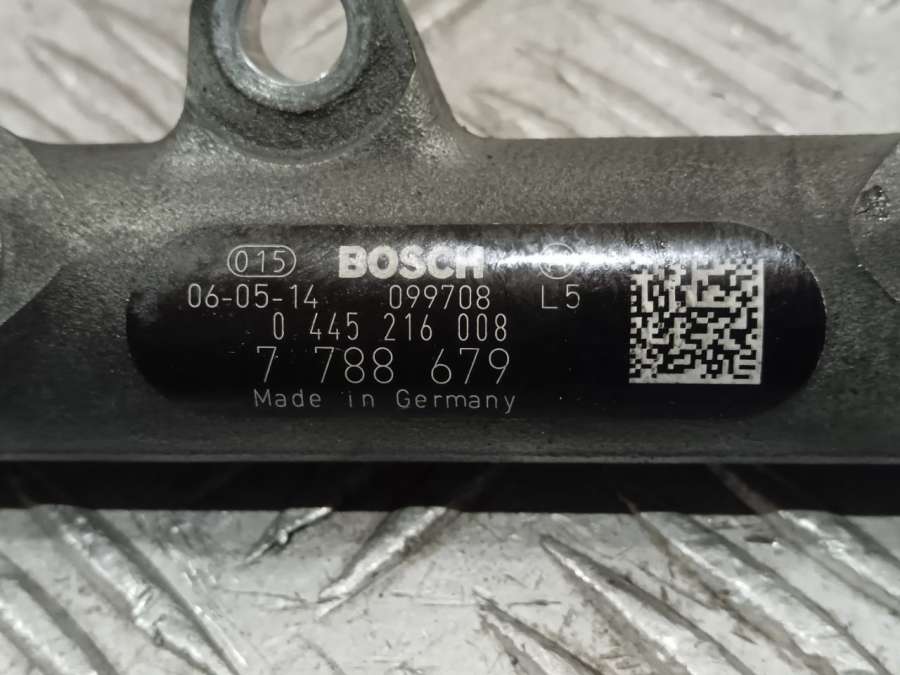 015 BOSCH
06-05-14 099708 L5
0 445 216 008
7 788 679
Made in Germany